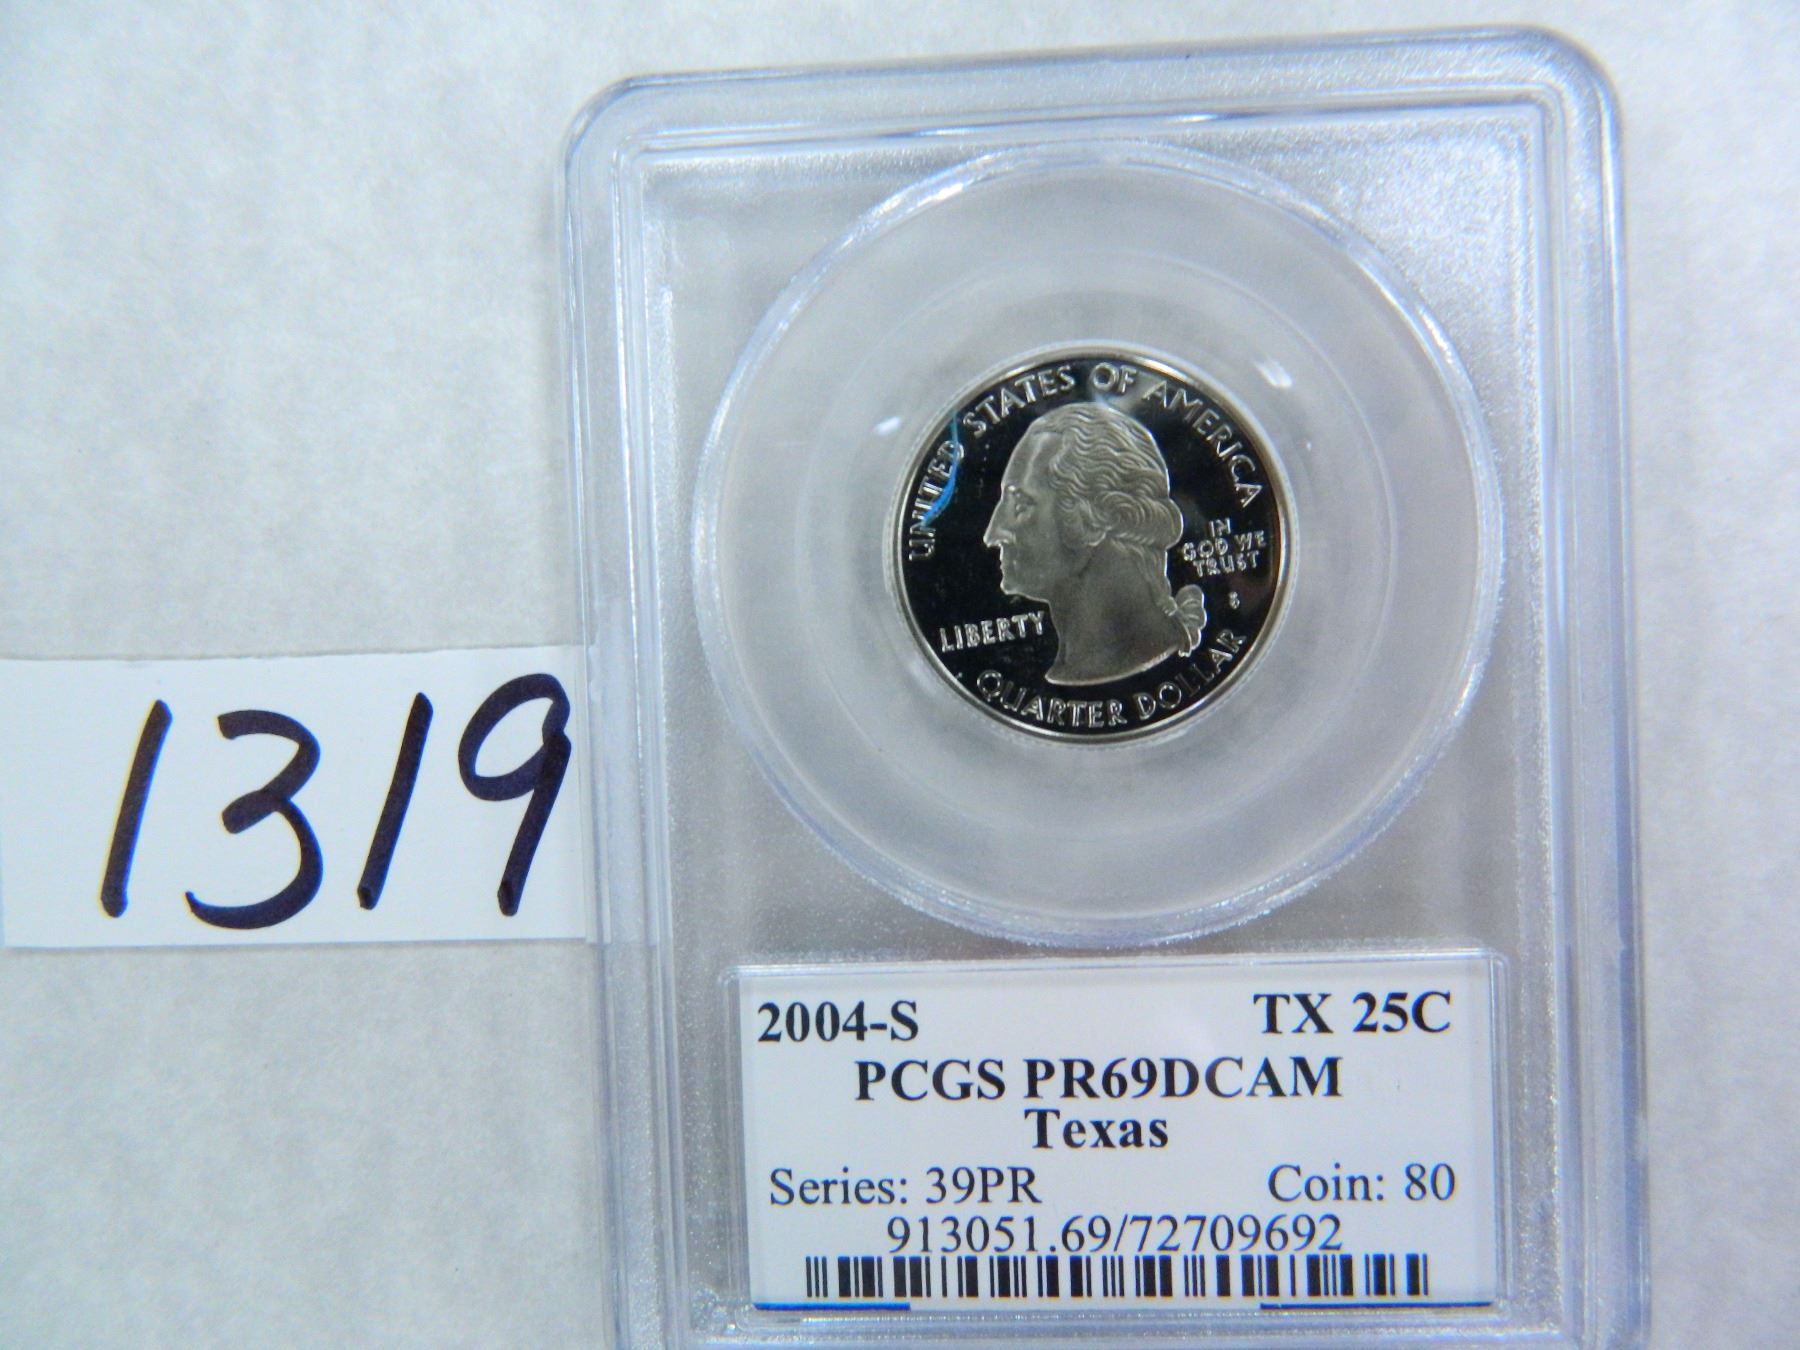 1319
UNITED STATES OF AMERICA
IN
GOD WE
TRUST
S
LIBERTY
QUARTER DOLLAR
2004-S TX 25C
PCGS PR69DCAM
Texas
Series: 39PR Coin: 80
913051.69/72709692